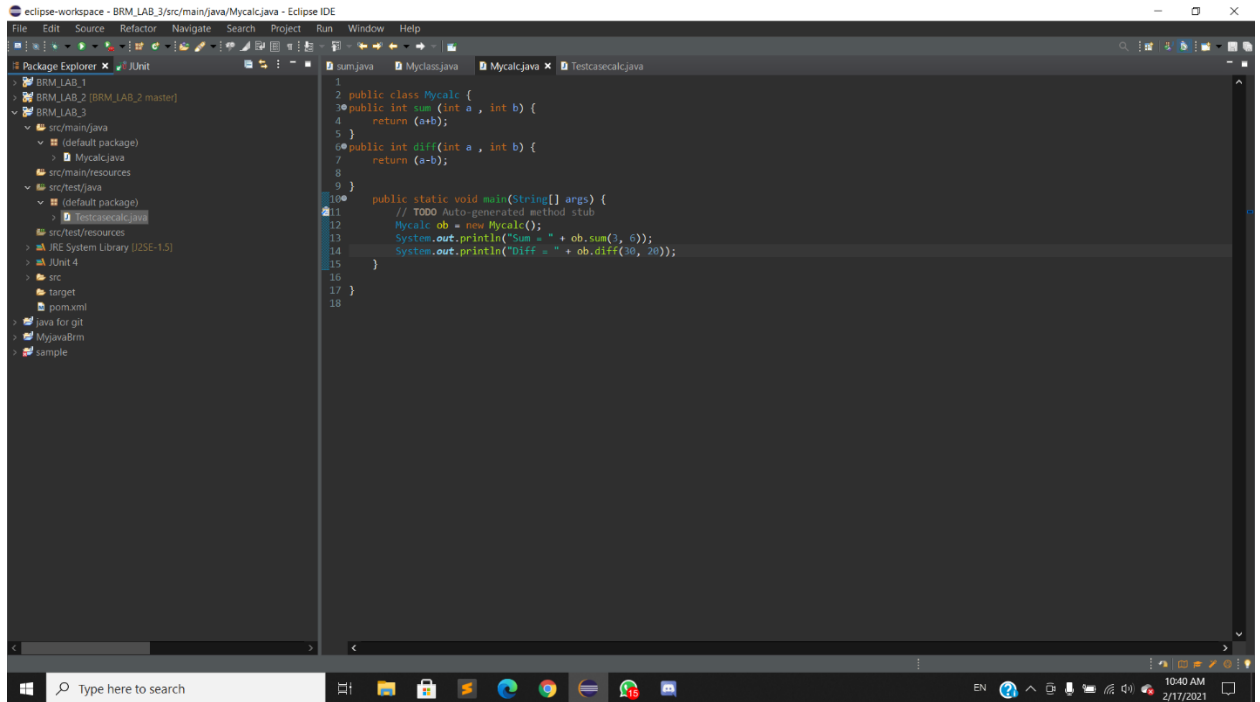 eclipse-workspace - BRM_LAB_3/src/main/java/Mycalc.java - Eclipse IDE
File Edit Source Refactor Navigate Search Project Run Window Help
Package Explorer JUnit
sum.java Myclass.java Mycalc.java Testcasecalc.java
BRM_LAB_1
BRM_LAB_2 [BRM_LAB_2 master]
BRM_LAB_3
src/main/java
(default package)
Mycalc.java
src/main/resources
src/test/java
(default package)
Testcasecalc.java
src/test/resources
JRE System Library [J2SE-1.5]
JUnit 4
src
target
pom.xml
java for git
MyjavaBrm
sample
1
2 public class Mycalc {
3 public int sum (int a , int b) {
4 return (a+b);
5 }
6 public int diff(int a , int b) {
7 return (a-b);
8
9 }
10 public static void main(String[] args) {
11 // TODO Auto-generated method stub
12 Mycalc ob = new Mycalc();
13 System.out.println("Sum = " + ob.sum(3, 6));
14 System.out.println("Diff = " + ob.diff(30, 20));
15 }
16
17 }
18
Type here to search
15
EN
10:40 AM
2/17/2021